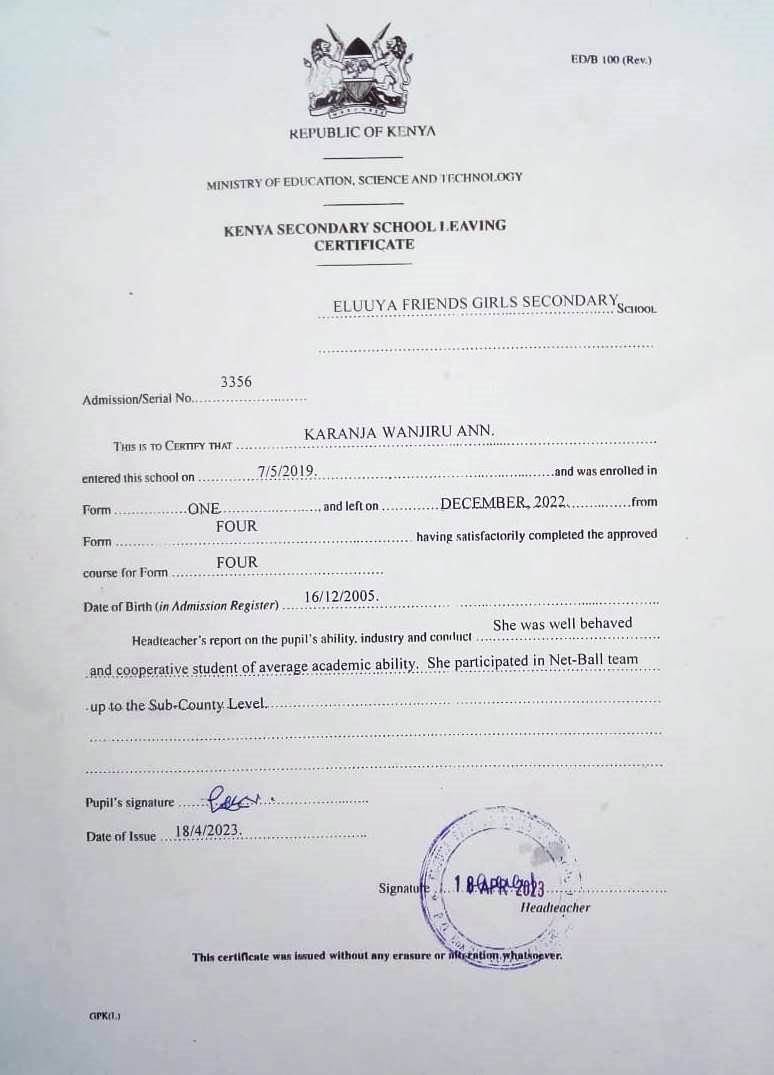 ED/B 100 (Rev.)
REPUBLIC OF KENYA
MINISTRY OF EDUCATION, SCIENCE AND TECHNOLOGY
KENYA SECONDARY SCHOOL LEAVING
CERTIFICATE
ELUUYA FRIENDS GIRLS SECONDARY SCHOOL
3356
Admission/Serial No.
THIS IS TO CERTIFY THAT KARANJA WANJIRU ANN.
entered this school on 7/5/2019. and was enrolled in
Form ONE, and left on DECEMBER, 2022. from
Form FOUR having satisfactorily completed the approved
course for Form FOUR
Date of Birth (in Admission Register) 16/12/2005.
Headteacher's report on the pupil's ability, industry and conduct She was well behaved
and cooperative student of average academic ability. She participated in Net-Ball team
up to the Sub-County Level.
Pupil's signature
Date of Issue 18/4/2023.
Signature 18 APR 2023
Headteacher
This certificate was issued without any erasure or alteration whatsoever.
GPK(L)